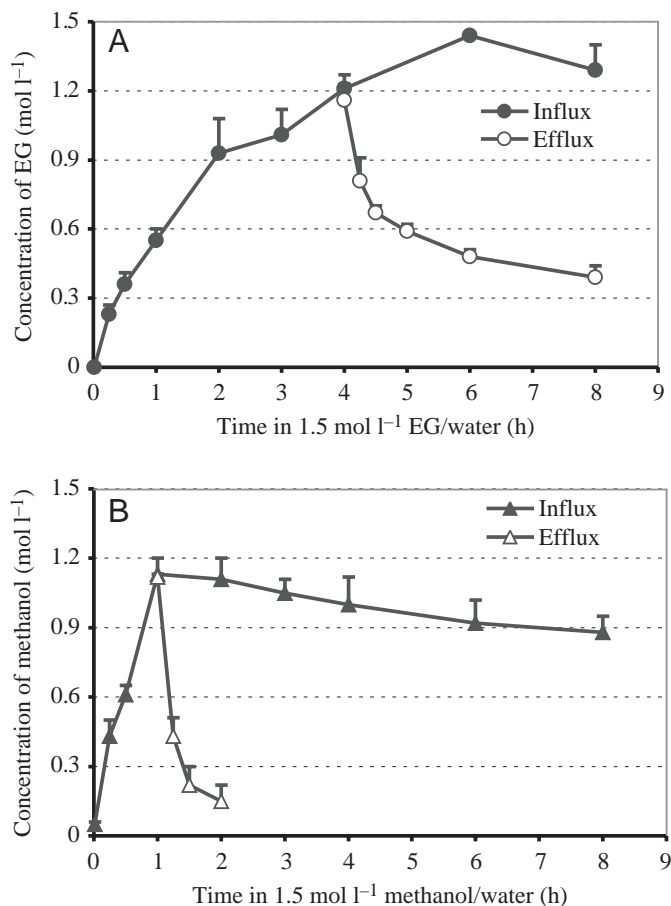 A
Concentration of EG (mol l⁻¹)
1.5
1.2
0.9
0.6
0.3
0
Influx
Efflux
0 1 2 3 4 5 6 7 8 9
Time in 1.5 mol l⁻¹ EG/water (h)
B
Concentration of methanol (mol l⁻¹)
1.5
1.2
0.9
0.6
0.3
0
Influx
Efflux
0 1 2 3 4 5 6 7 8 9
Time in 1.5 mol l⁻¹ methanol/water (h)